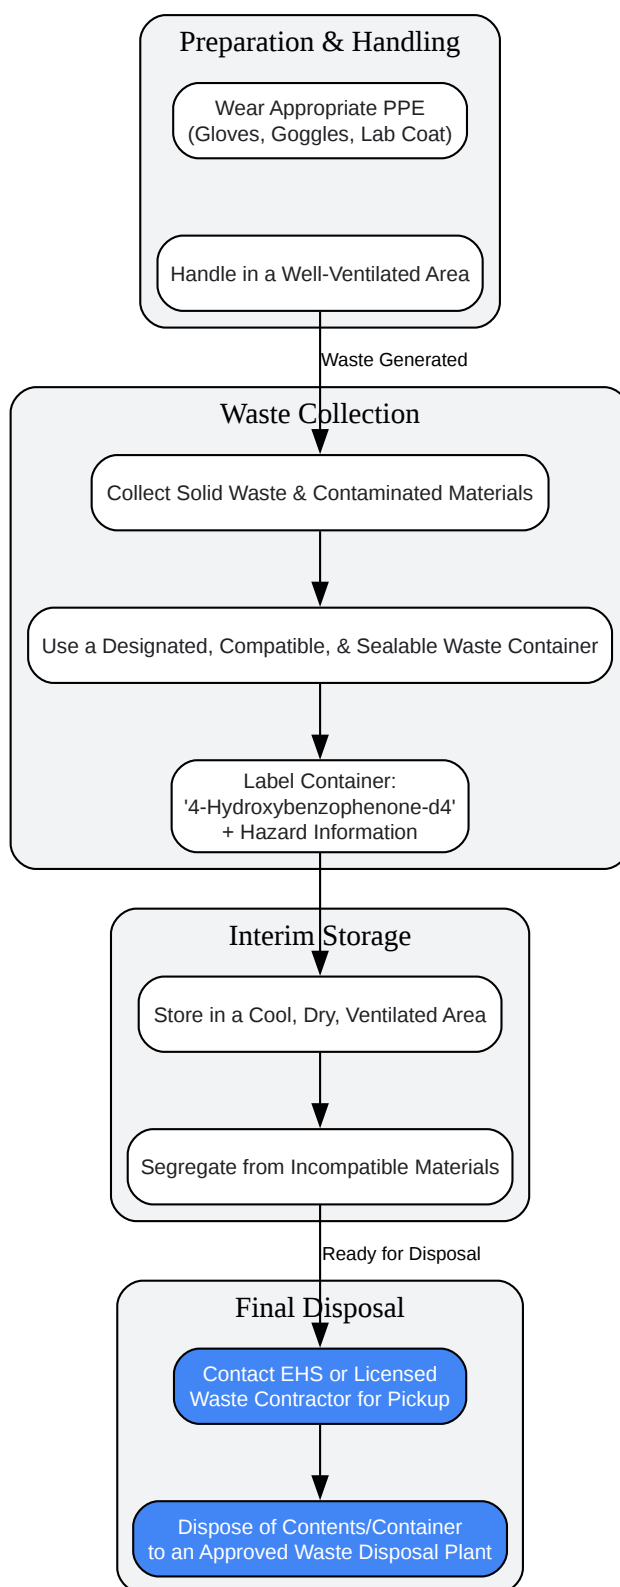 Preparation & Handling
Wear Appropriate PPE
(Gloves, Goggles, Lab Coat)
Handle in a Well-Ventilated Area
Waste Generated
Waste Collection
Collect Solid Waste & Contaminated Materials
Use a Designated, Compatible, & Sealable Waste Container
Label Container:
'4-Hydroxybenzophenone-d4'
+ Hazard Information
Interim Storage
Store in a Cool, Dry, Ventilated Area
Segregate from Incompatible Materials
Ready for Disposal
Final Disposal
Contact EHS or Licensed
Waste Contractor for Pickup
Dispose of Contents/Container
to an Approved Waste Disposal Plant